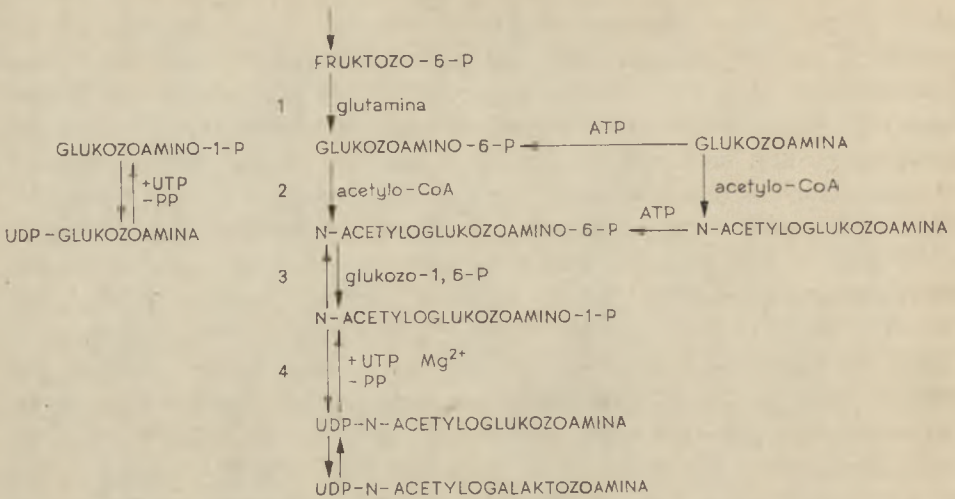 FRUKTOZO-6-P
1 glutamina
ATP
GLUKOZOAMINO-1-P
GLUKOZOAMINO-6-P
GLUKOZOAMINA
+UTP
-PP
2 acetylo-CoA
acetylo-CoA
ATP
UDP-GLUKOZOAMINA
N-ACETYLOGLUKOZOAMINO-6-P
N-ACETYLOGLUKOZOAMINA
3 glukozo-1,6-P
N-ACETYLOGLUKOZOAMINO-1-P
4 +UTP Mg2+
-PP
UDP-N-ACETYLOGLUKOZOAMINA
UDP-N-ACETYLOGALAKTOZOAMINA